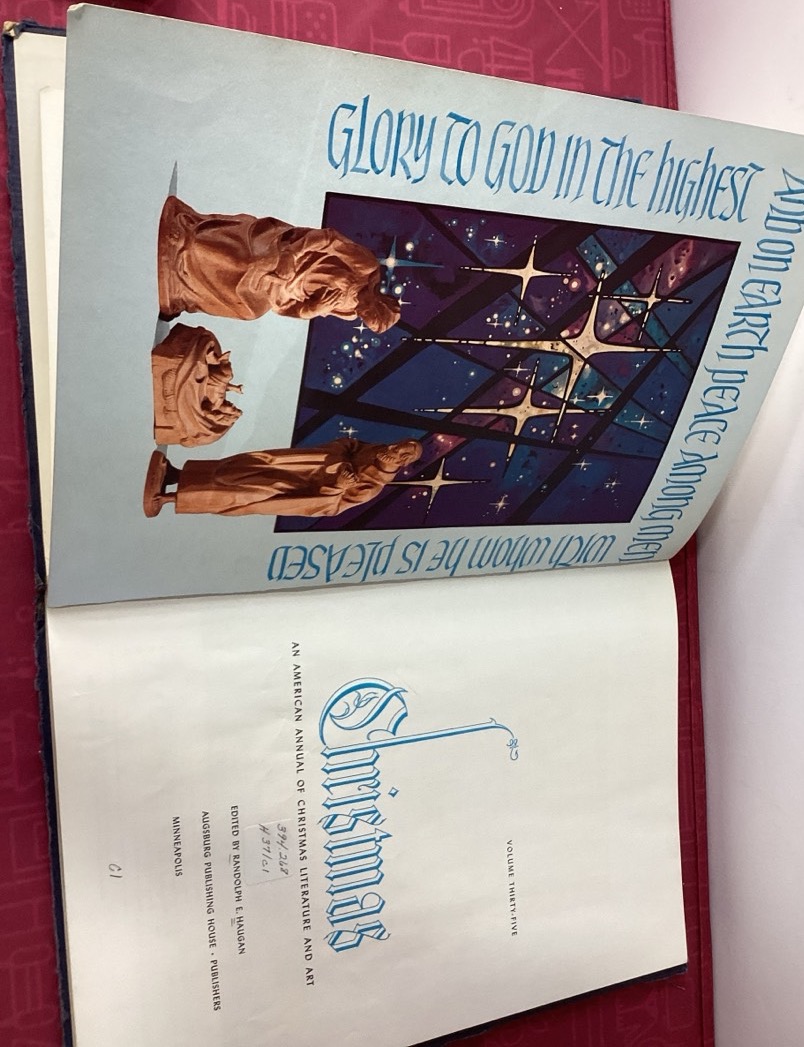 GLORY TO GOD IN THE HIGHEST
AND ON EARTH PEACE AMONG MEN
WITH WHOM HE IS PLEASED
VOLUME THIRTY-FIVE
Christmas
AN AMERICAN ANNUAL OF CHRISTMAS LITERATURE AND ART
394.268
H371c1
EDITED BY RANDOLPH E. HAUGAN
AUGSBURG PUBLISHING HOUSE • PUBLISHERS
MINNEAPOLIS
C1